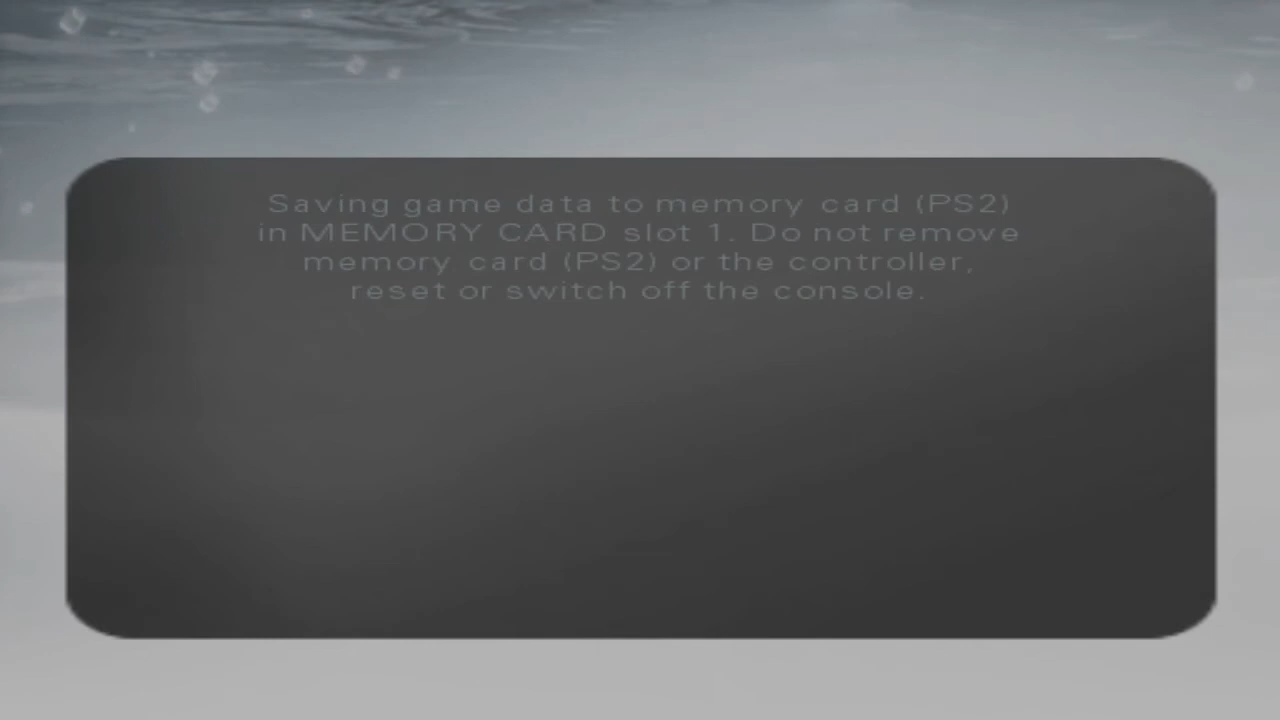 Saving game data to memory card (PS2)
in MEMORY CARD slot 1. Do not remove
memory card (PS2) or the controller,
reset or switch off the console.